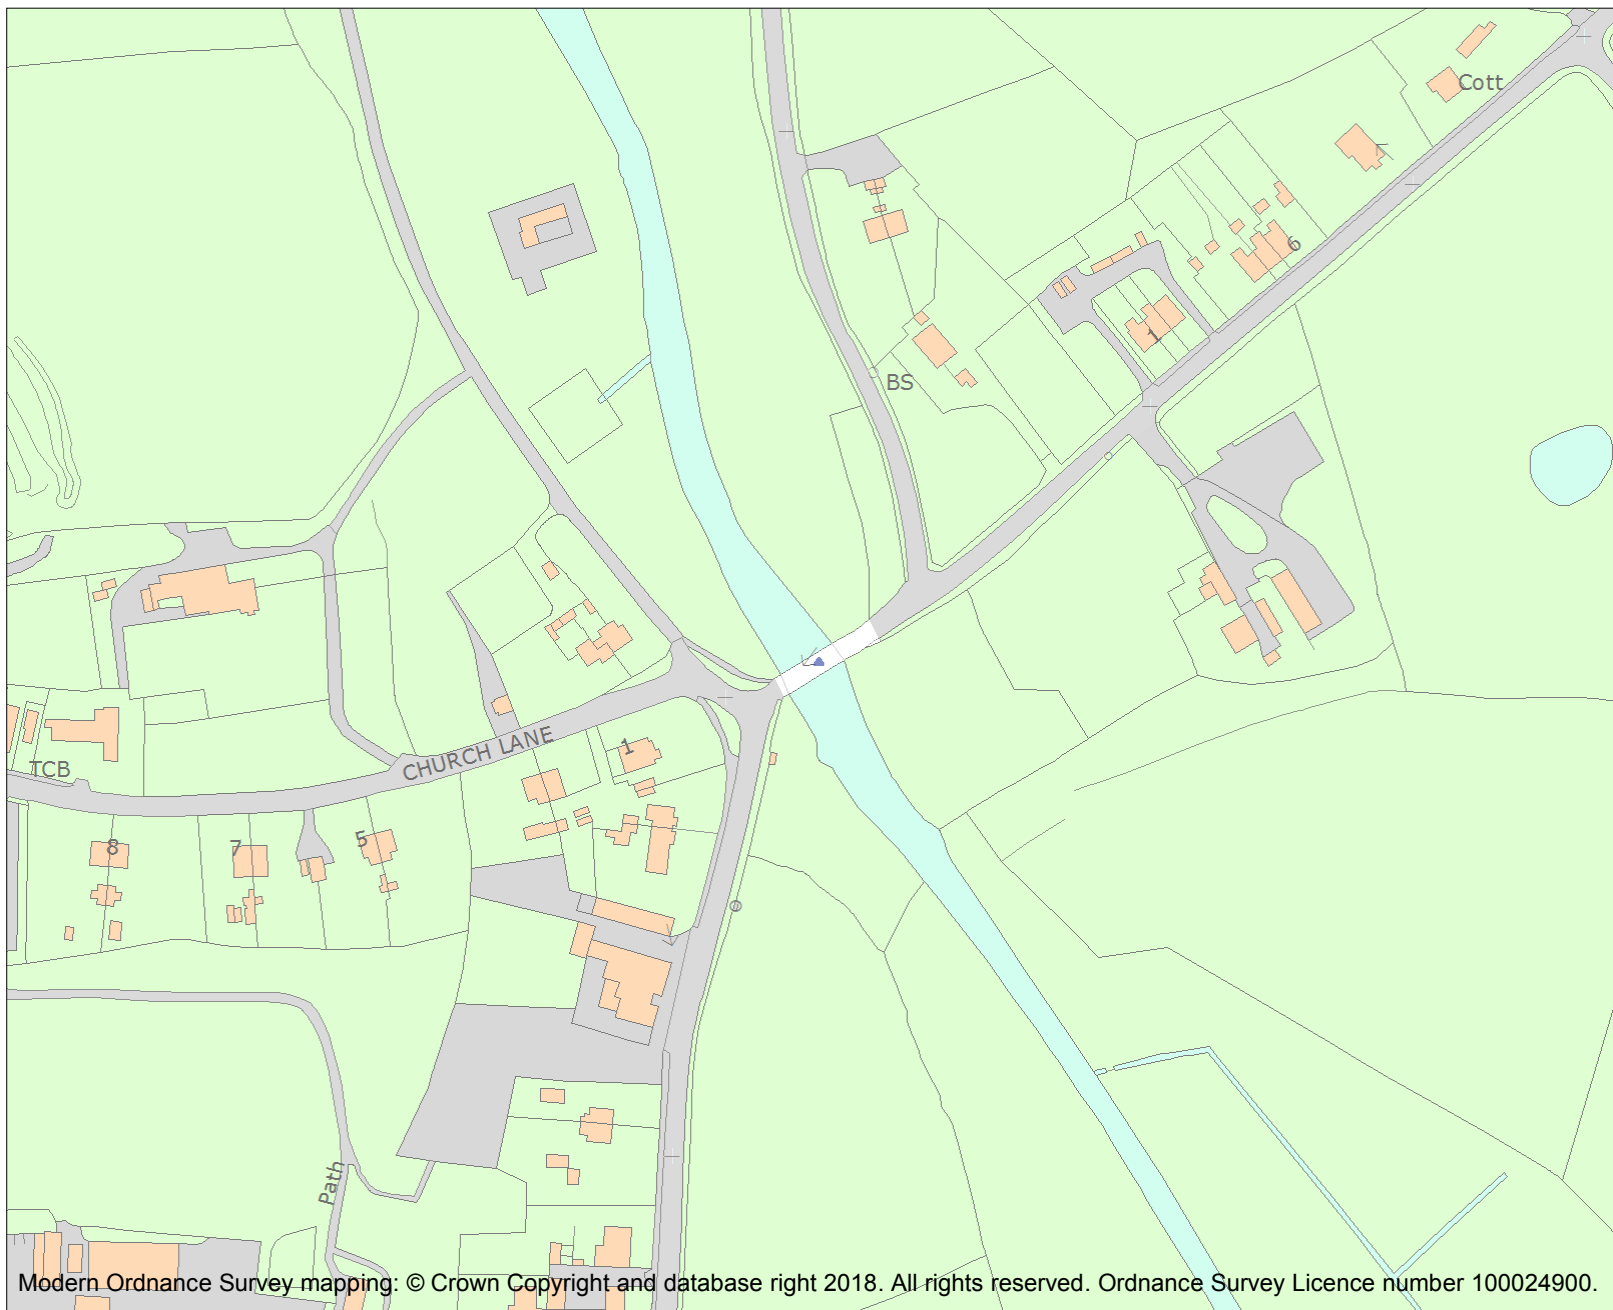 Cott
6
1
BS
CHURCH LANE
1
TCB
8
7
5
Path
Modern Ordnance Survey mapping: © Crown Copyright and database right 2018. All rights reserved. Ordnance Survey Licence number 100024900.